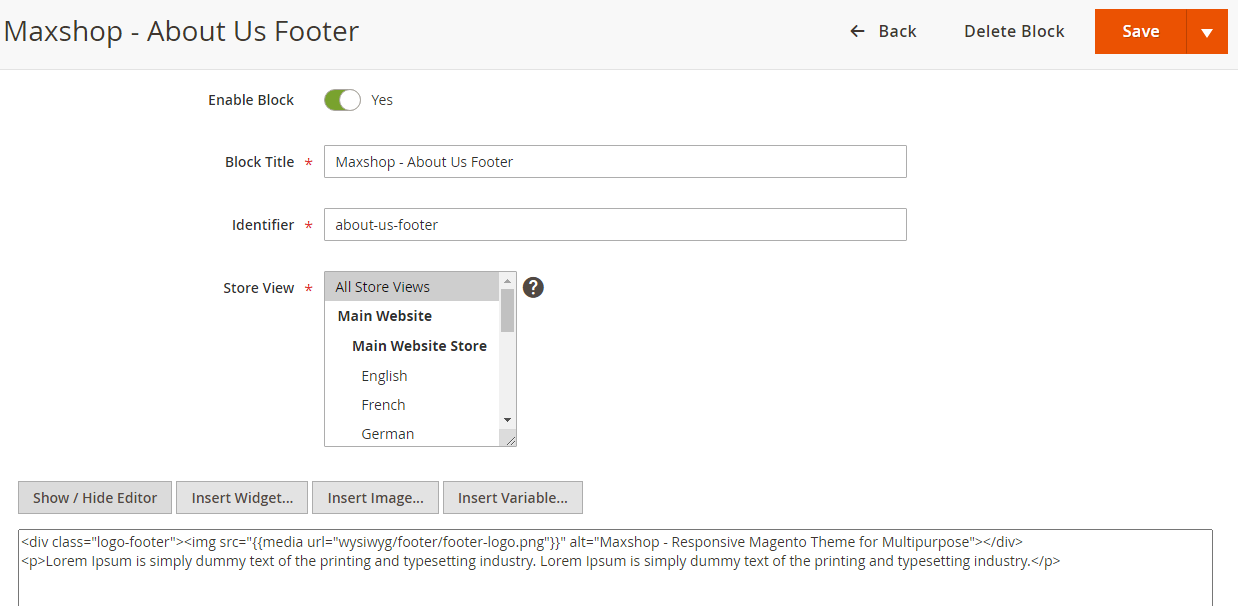 Maxshop - About Us Footer
← Back
Delete Block
Save
Enable Block
Yes
Block Title *
Maxshop - About Us Footer
Identifier *
about-us-footer
Store View *
All Store Views
?
Main Website
Main Website Store
English
French
German
Show / Hide Editor
Insert Widget...
Insert Image...
Insert Variable...
<div class="logo-footer"><img src="{{media url="wysiwyg/footer/footer-logo.png"}}" alt="Maxshop - Responsive Magento Theme for Multipurpose"></div>
<p>Lorem Ipsum is simply dummy text of the printing and typesetting industry. Lorem Ipsum is simply dummy text of the printing and typesetting industry.</p>